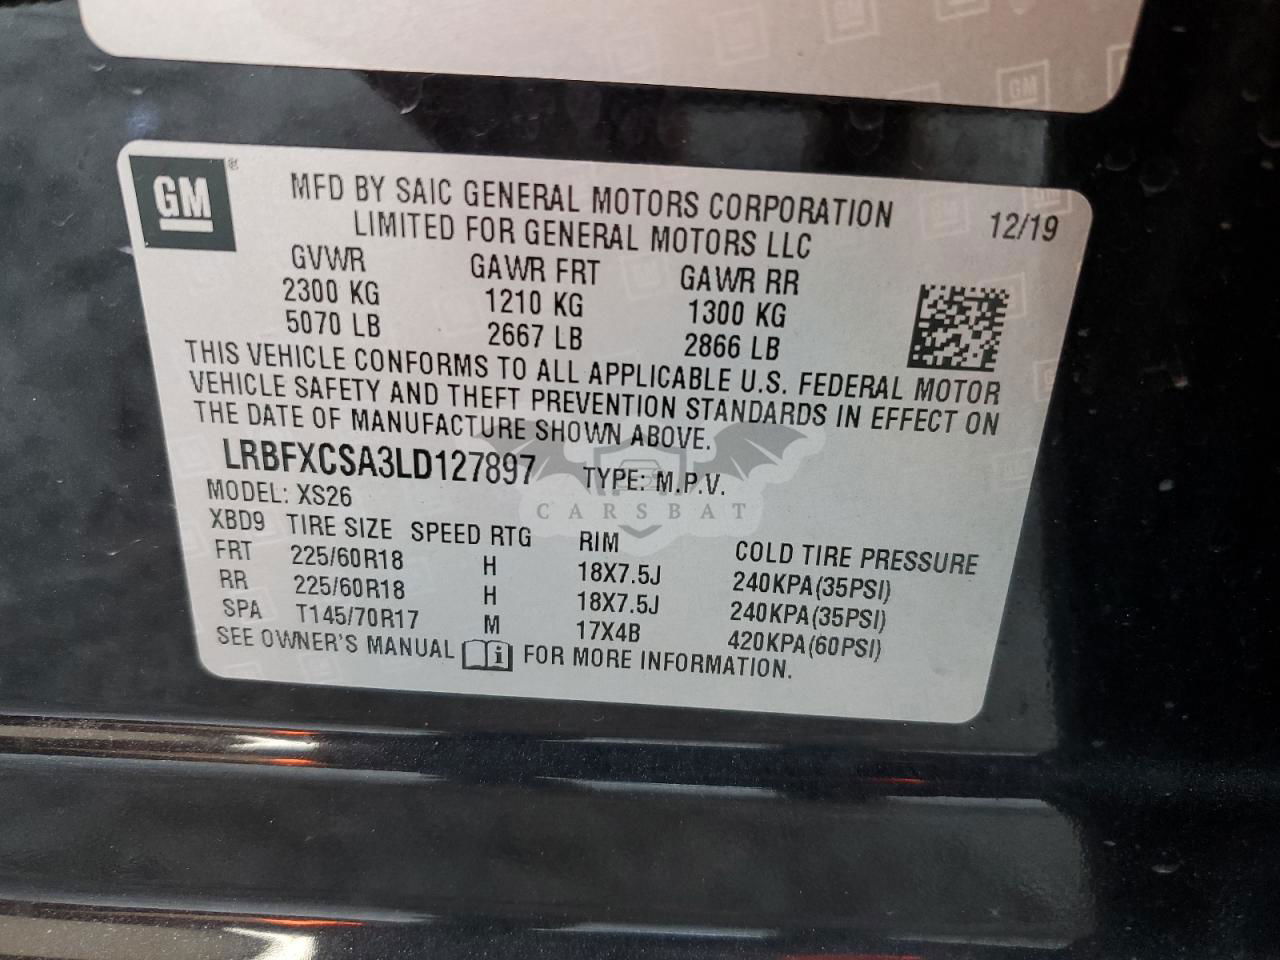 GM
GM®
MFD BY SAIC GENERAL MOTORS CORPORATION
LIMITED FOR GENERAL MOTORS LLC
12/19
GVWR GAWR FRT GAWR RR
2300 KG 1210 KG 1300 KG
5070 LB 2667 LB 2866 LB
THIS VEHICLE CONFORMS TO ALL APPLICABLE U.S. FEDERAL MOTOR
VEHICLE SAFETY AND THEFT PREVENTION STANDARDS IN EFFECT ON
THE DATE OF MANUFACTURE SHOWN ABOVE.
LRBFXCSA3LD127897 TYPE: M.P.V.
MODEL: XS26
CARSBAT
XBD9 TIRE SIZE SPEED RTG RIM COLD TIRE PRESSURE
FRT 225/60R18 H 18X7.5J 240KPA(35PSI)
RR 225/60R18 H 18X7.5J 240KPA(35PSI)
SPA T145/70R17 M 17X4B 420KPA(60PSI)
SEE OWNER'S MANUAL i FOR MORE INFORMATION.